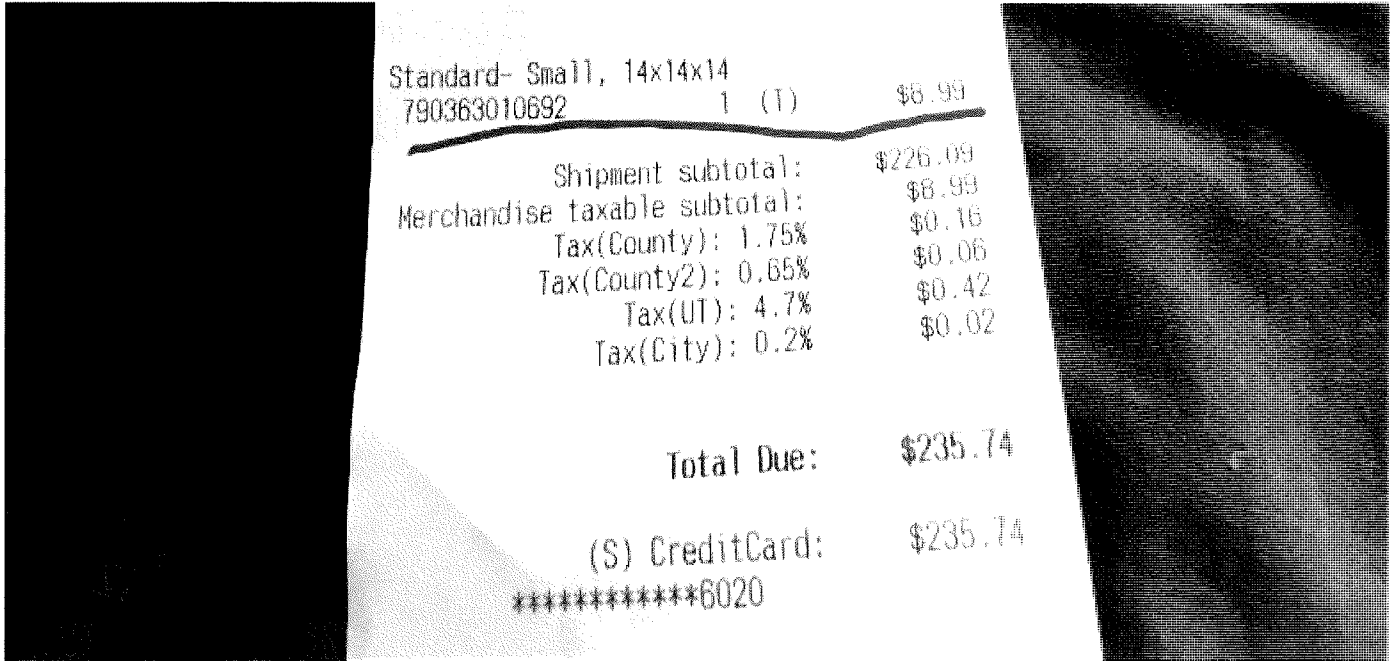 Standard- Small, 14x14x14
790363010692 1 (T) $8.99
Shipment subtotal: $226.09
Merchandise taxable subtotal: $8.99
Tax(County): 1.75% $0.16
Tax(County2): 0.65% $0.06
Tax(UT): 4.7% $0.42
Tax(City): 0.2% $0.02
Total Due: $235.74
(S) CreditCard: $235.74
************6020